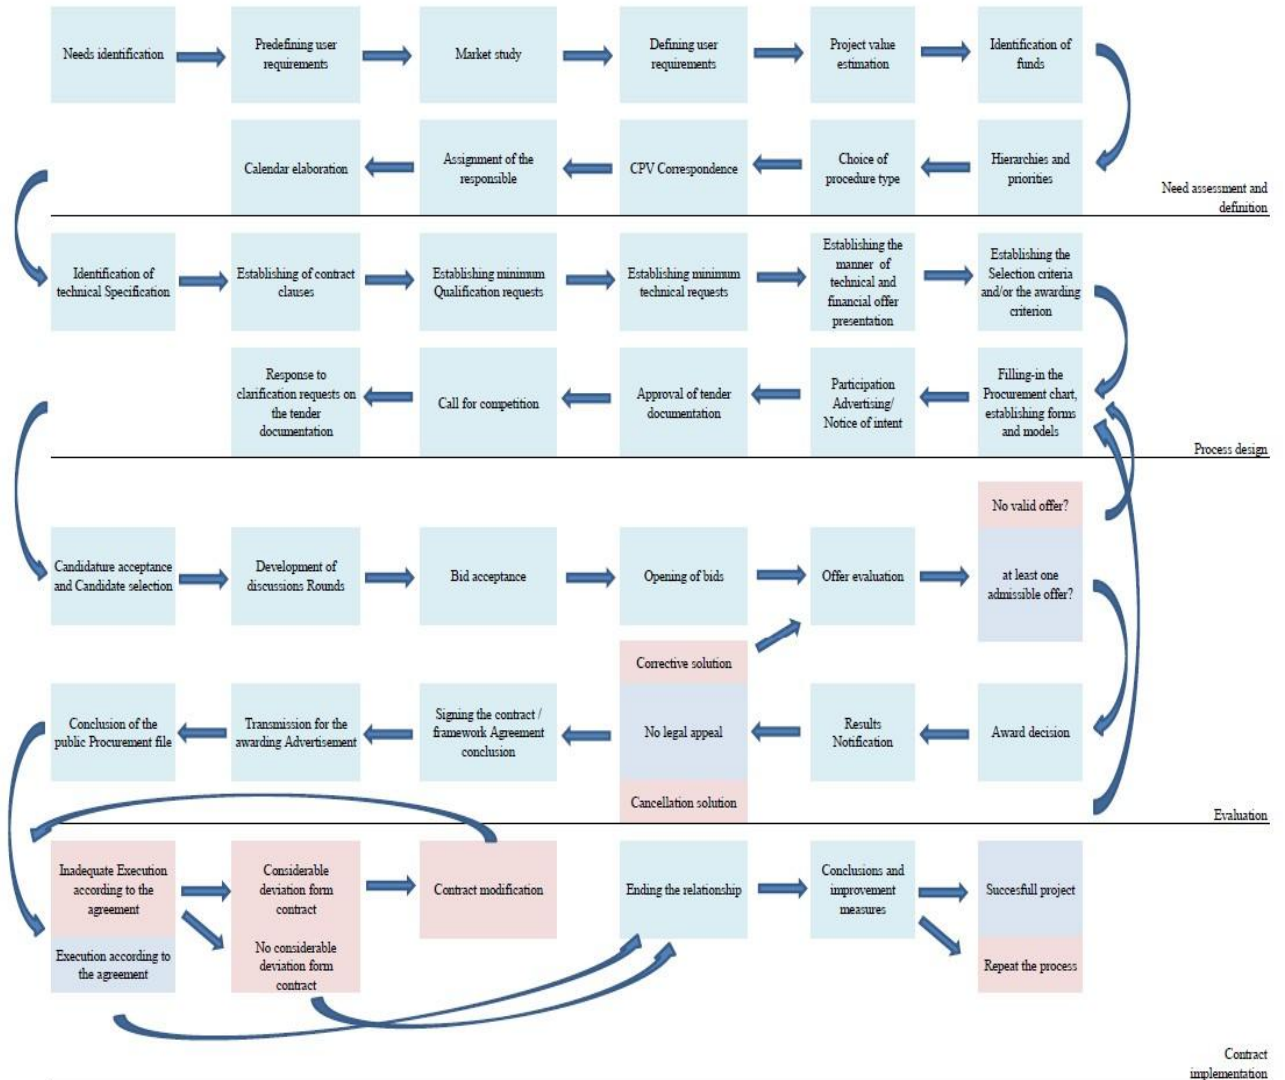 Needs identification
Predefining user
requirements
Market study
Defining user
requirements
Project value
estimation
Identification of
funds
Calendar elaboration
Assignment of the
responsible
CPV Correspondence
Choice of
procedure type
Hierarchies and
priorities
Need assessment and
definition
Identification of
technical Specification
Establishing of contract
clauses
Establishing minimum
Qualification requests
Establishing minimum
technical requests
Establishing the
manner of
technical and
financial offer
presentation
Establishing the
Selection criteria
and/or the awarding
criterion
Response to
clarification requests on
the tender
documentation
Call for competition
Approval of tender
documentation
Participation
Advertising/
Notice of intent
Filling-in the
Procurement chart,
establishing forms
and models
Process design
No valid offer?
Candidature acceptance
and Candidate selection
Development of
discussions Rounds
Bid acceptance
Opening of bids
Offer evaluation
at least one
admissible offer?
Corrective solution
Conclusion of the
public Procurement file
Transmission for the
awarding Advertisement
Signing the contract /
framework Agreement
conclusion
No legal appeal
Results
Notification
Award decision
Cancellation solution
Evaluation
Inadequate Execution
according to the
agreement
Considerable
deviation form
contract
Contract modification
Ending the relationship
Conclusions and
improvement
measures
Succesfull project
Execution according to
the agreement
No considerable
deviation form
contract
Repeat the process
Contract
implementation